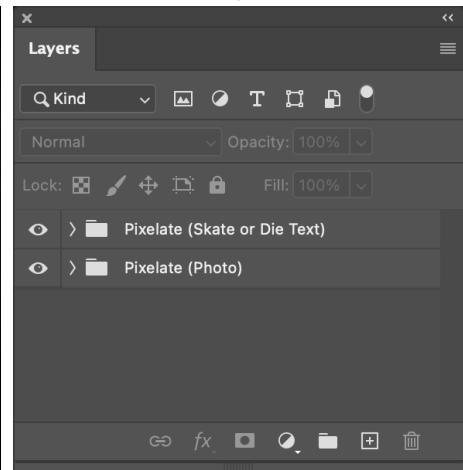 Layers
Kind
T
Normal
Opacity: 100%
Lock:
Fill: 100%
Pixelate (Skate or Die Text)
Pixelate (Photo)
fx